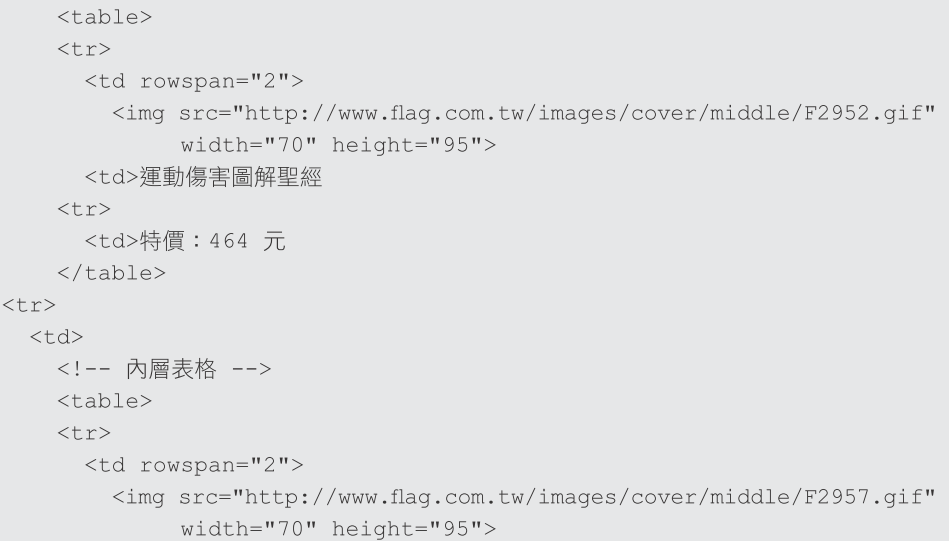 <table>
<tr>
<td rowspan="2">
<img src="http://www.flag.com.tw/images/cover/middle/F2952.gif"
width="70" height="95">
<td>運動傷害圖解聖經
<tr>
<td>特價：464 元
</table>
<tr>
<td>
<!-- 內層表格 -->
<table>
<tr>
<td rowspan="2">
<img src="http://www.flag.com.tw/images/cover/middle/F2957.gif"
width="70" height="95">